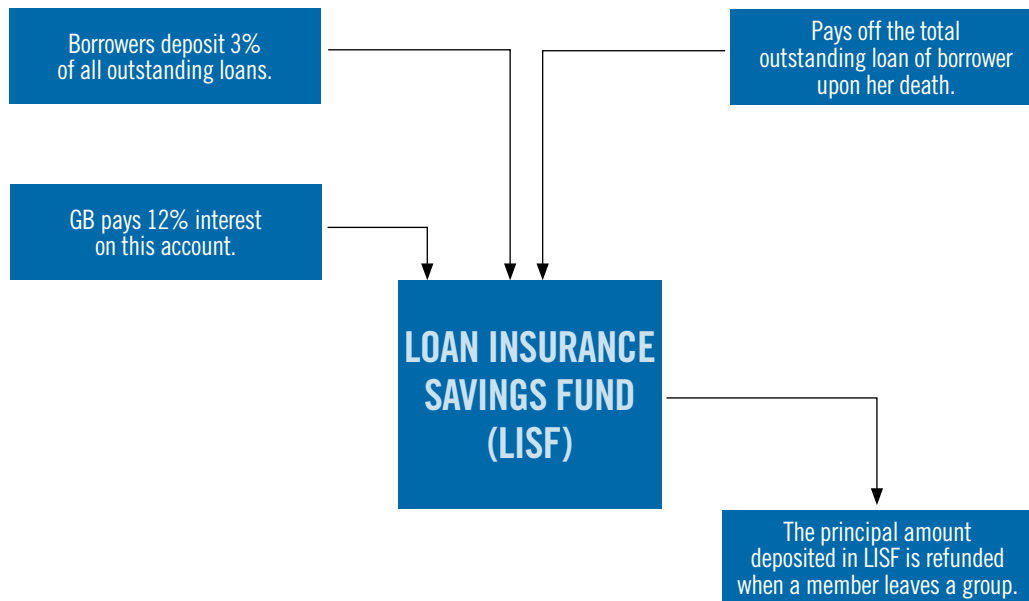 Borrowers deposit 3%
of all outstanding loans.
Pays off the total
outstanding loan of borrower
upon her death.
GB pays 12% interest
on this account.
LOAN INSURANCE
SAVINGS FUND
(LISF)
The principal amount
deposited in LISF is refunded
when a member leaves a group.